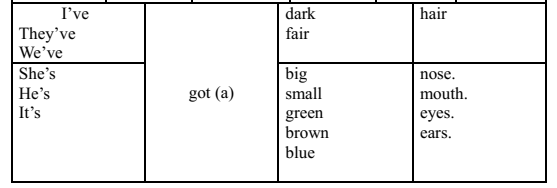 I've
They've
We've
She's
He's
It's
got (a)
dark
fair
big
small
green
brown
blue
hair
nose.
mouth.
eyes.
ears.